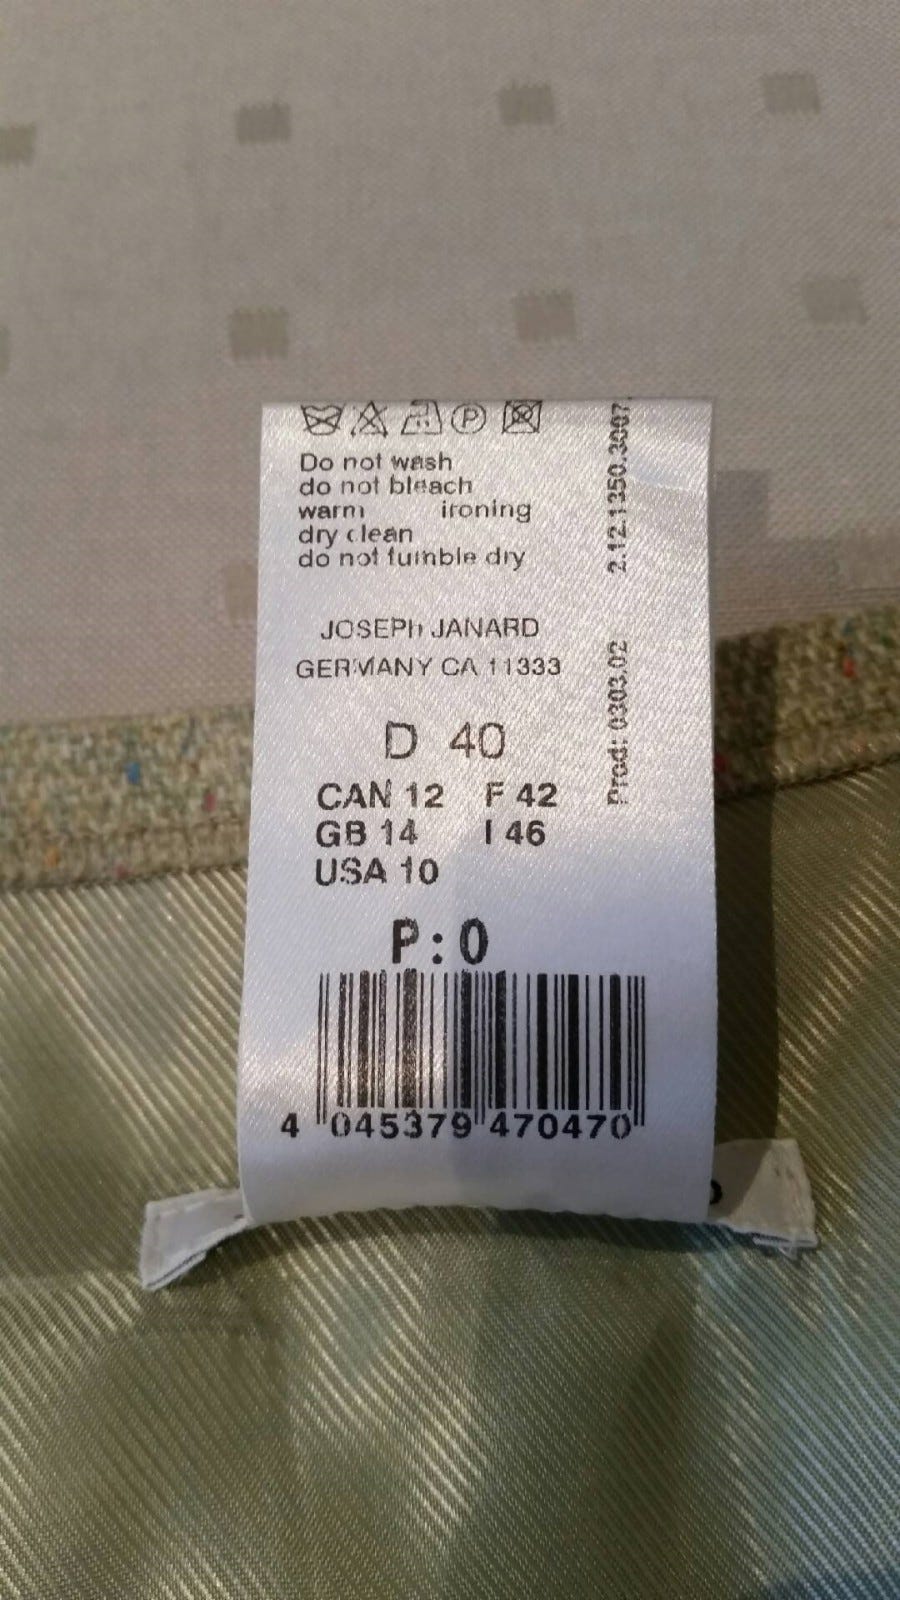 P
Do not wash
do not bleach
warm ironing
dry clean
do not tumble dry
JOSEPH JANARD
GERMANY CA 11333
D 40
CAN 12 F 42
GB 14 I 46
USA 10
P:0
4 045379 470470
2.12.1350.3007.
Prod: 0303.02